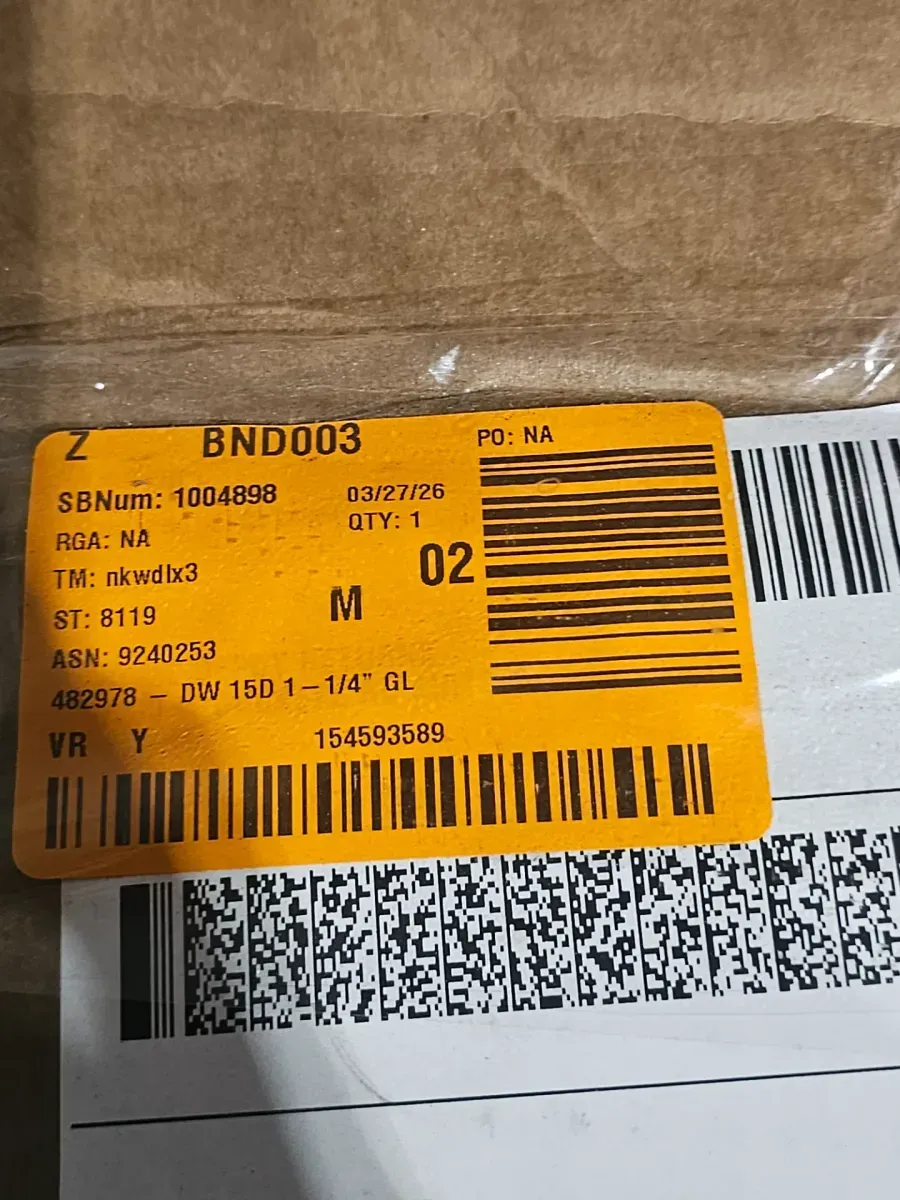 Z BND003 PO: NA
SBNum: 1004898 03/27/26
RGA: NA QTY: 1
TM: nkwdlx3 02
ST: 8119 M
ASN: 9240253
482978 – DW 15D 1–1/4" GL
VR Y 154593589